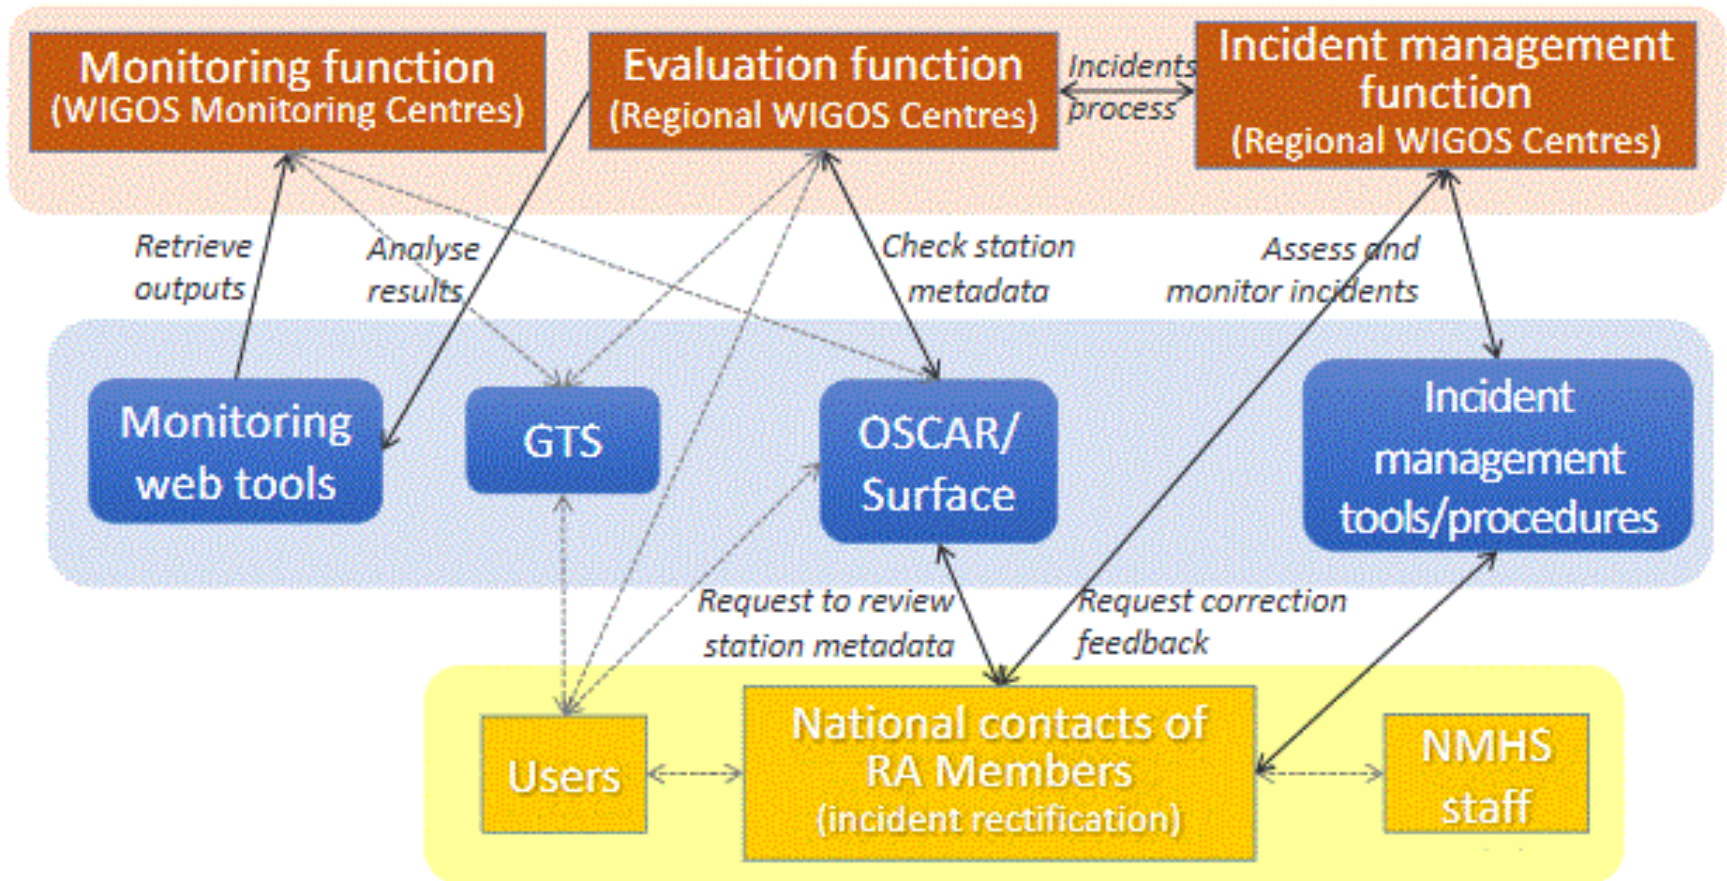 Monitoring function
(WIGOS Monitoring Centres)
Evaluation function
(Regional WIGOS Centres)
Incidents
process
Incident management
function
(Regional WIGOS Centres)
Retrieve
outputs
Analyse
results
Check station
metadata
Assess and
monitor incidents
Monitoring
web tools
GTS
OSCAR/
Surface
Incident
management
tools/procedures
Request to review
station metadata
Request correction
feedback
Users
National contacts of
RA Members
(incident rectification)
NMHS
staff